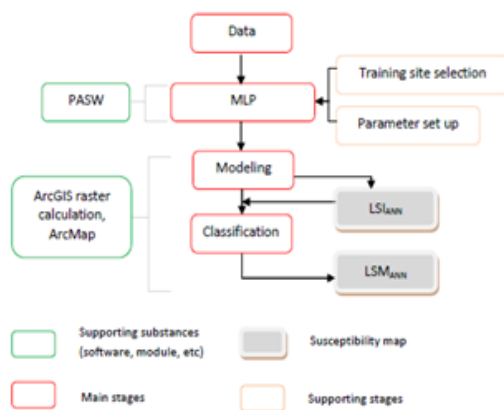 Data
Training site selection
PASW
MLP
Parameter set up
Modeling
ArcGIS raster
calculation,
ArcMap
LSIANN
Classification
LSMANN
Supporting substances
(software, module, etc)
Susceptibility map
Main stages
Supporting stages